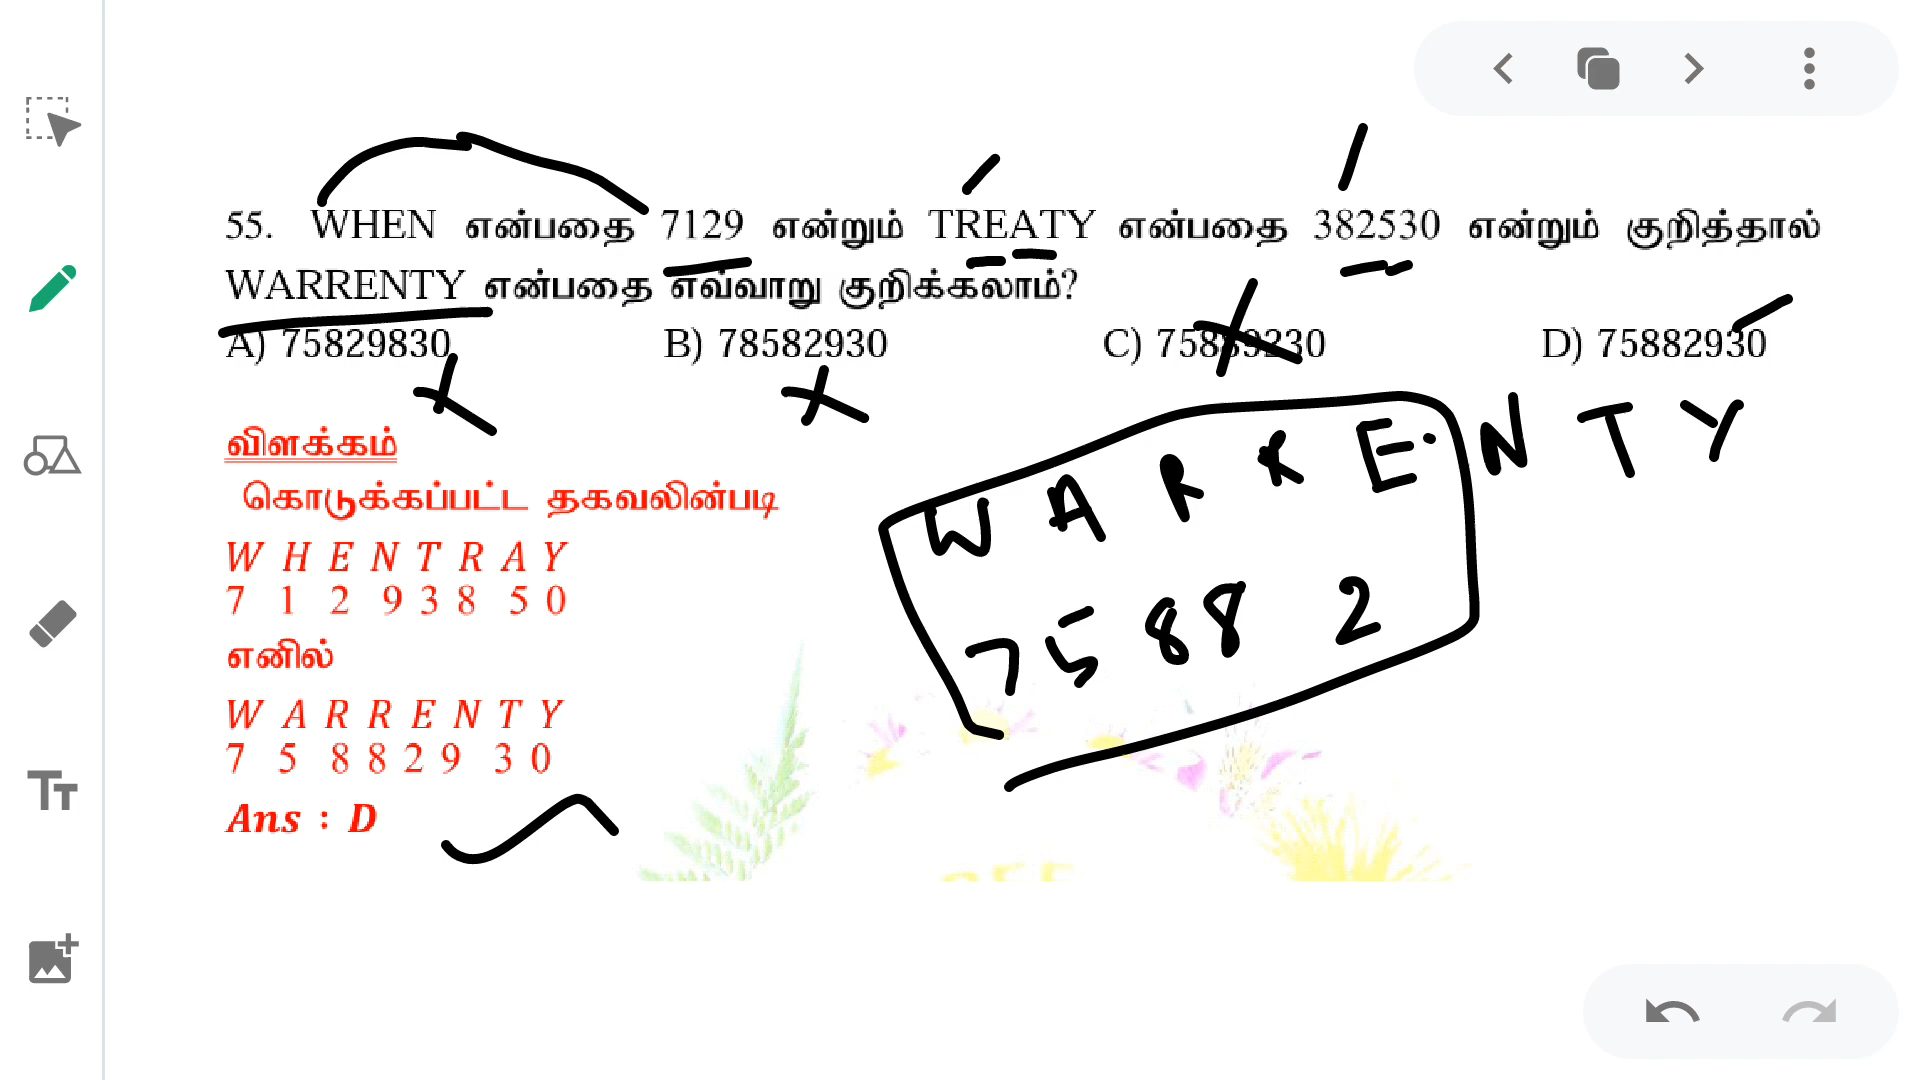 55. WHEN என்பதை 7129 என்றும் TREATY என்பதை 382530 என்றும் குறித்தால்
WARRENTY என்பதை எவ்வாறு குறிக்கலாம்?
A) 75829830 B) 78582930 C) 75889230 D) 75882930
விளக்கம்
கொடுக்கப்பட்ட தகவலின்படி
W H E N T R A Y
7 1 2 9 3 8 5 0
எனில்
W A R R E N T Y
7 5 8 8 2 9 3 0
Ans : D
W A R R E N T Y
7 5 8 8 2